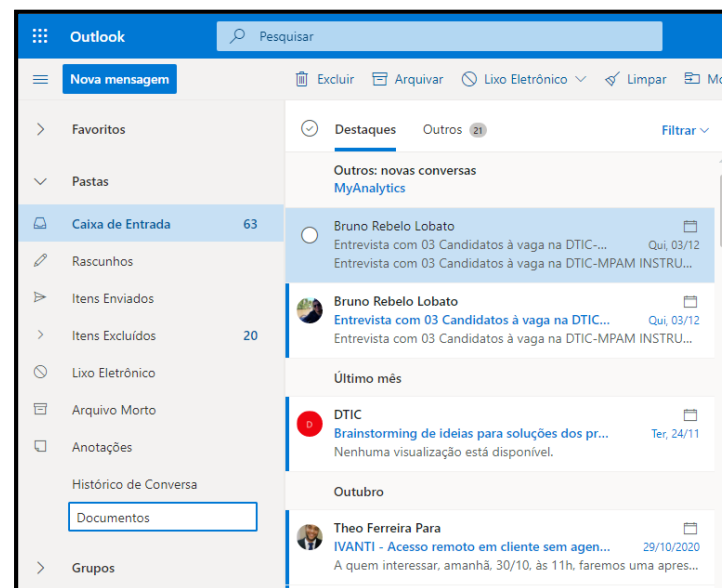 Outlook
Pesquisar
Nova mensagem
Excluir
Arquivar
Lixo Eletrônico
Limpar
Favoritos
Pastas
Caixa de Entrada 63
Rascunhos
Itens Enviados
Itens Excluídos 20
Lixo Eletrônico
Arquivo Morto
Anotações
Histórico de Conversa
Documentos
Grupos
Destaques
Outros 21
Filtrar
Outros: novas conversas
MyAnalytics
Bruno Rebelo Lobato
Entrevista com 03 Candidatos à vaga na DTIC-... Qui, 03/12
Entrevista com 03 Candidatos à vaga na DTIC-MPAM INSTRU...
Bruno Rebelo Lobato
Entrevista com 03 Candidatos à vaga na DTIC... Qui, 03/12
Entrevista com 03 Candidatos à vaga na DTIC-MPAM INSTRU...
Último mês
D
DTIC
Brainstorming de ideias para soluções dos pr... Ter, 24/11
Nenhuma visualização está disponível.
Outubro
Theo Ferreira Para
IVANTI - Acesso remoto em cliente sem agen... 29/10/2020
A quem interessar, amanhã, 30/10, às 11h, faremos uma apres...